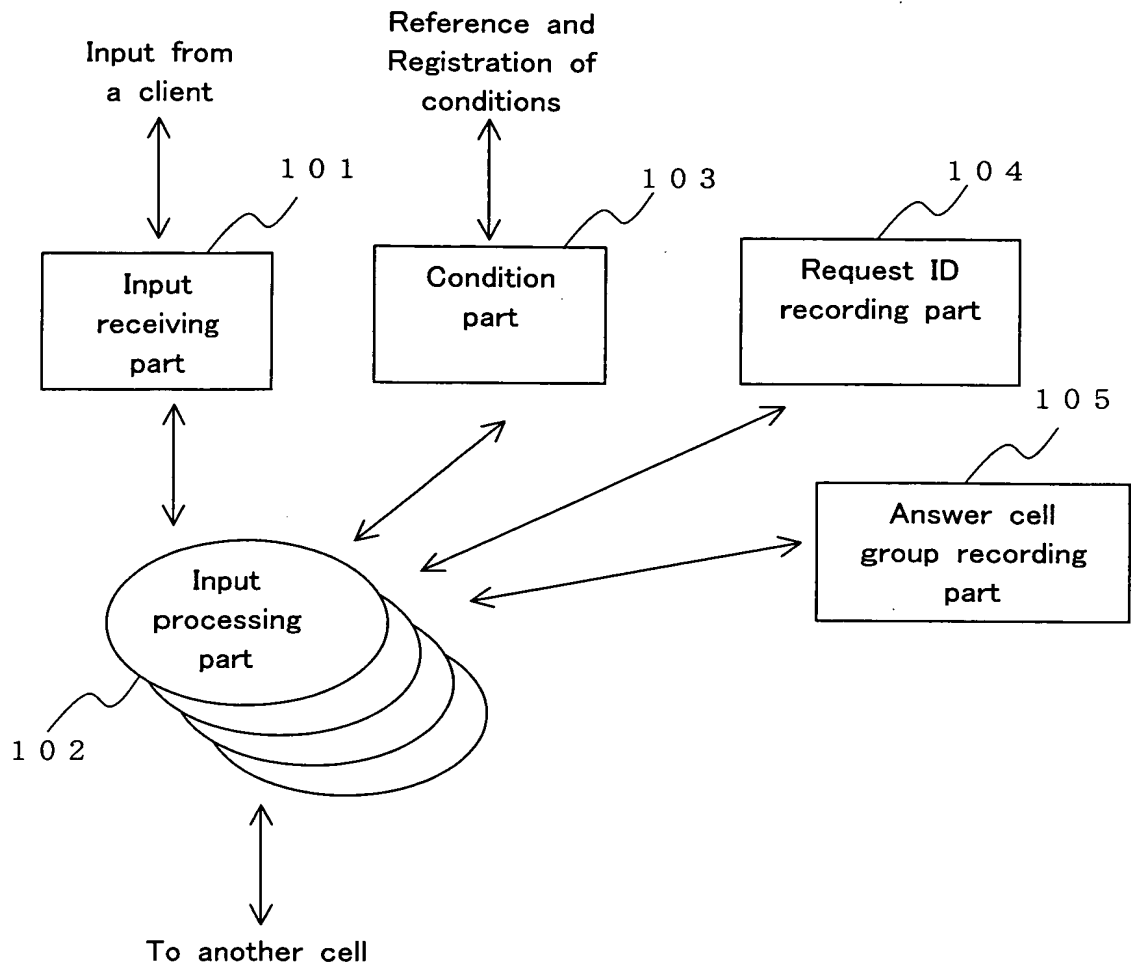 Input from
a client
Reference and
Registration of
conditions
101
103
104
Input
receiving
part
Condition
part
Request ID
recording part
105
Answer cell
group recording
part
Input
processing
part
102
To another cell